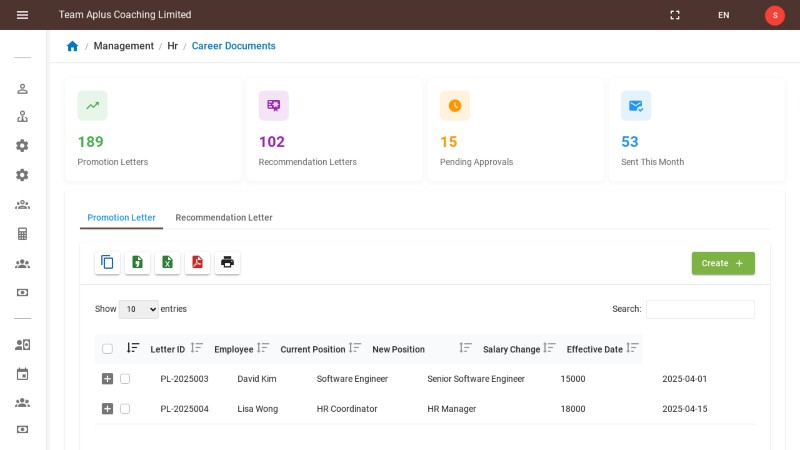 Team Aplus Coaching Limited
EN
S
/ Management / Hr / Career Documents
189
Promotion Letters
102
Recommendation Letters
15
Pending Approvals
53
Sent This Month
Promotion Letter
Recommendation Letter
Create +
Show 10 entries
Search:
Letter ID Employee Current Position New Position Salary Change Effective Date
PL-2025003 David Kim Software Engineer Senior Software Engineer 15000 2025-04-01
PL-2025004 Lisa Wong HR Coordinator HR Manager 18000 2025-04-15